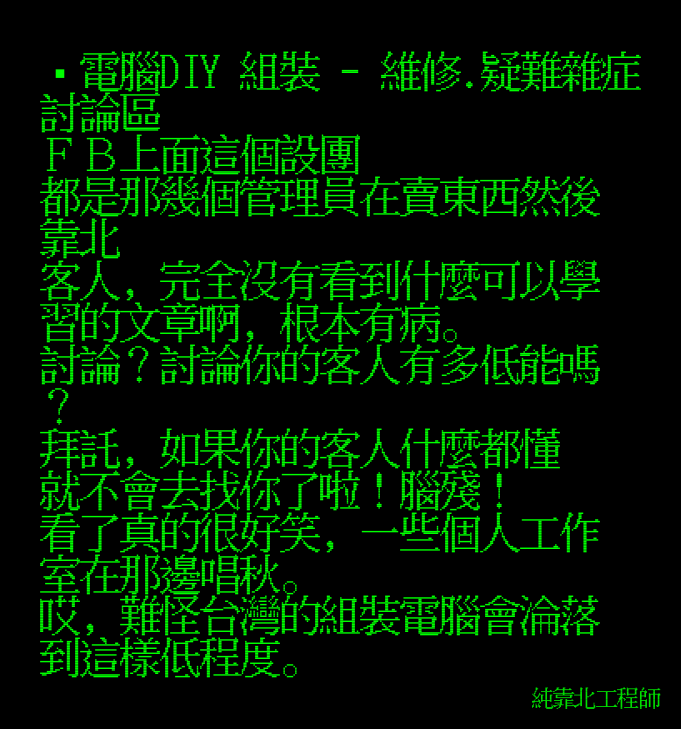 ▪電腦DIY 組裝 - 維修.疑難雜症
討論區
ＦＢ上面這個設團
都是那幾個管理員在賣東西然後
靠北
客人，完全沒有看到什麼可以學
習的文章啊，根本有病。
討論？討論你的客人有多低能嗎
？
拜託，如果你的客人什麼都懂
就不會去找你了啦！腦殘！
看了真的很好笑，一些個人工作
室在那邊唱秋。
哎，難怪台灣的組裝電腦會淪落
到這樣低程度。
純靠北工程師